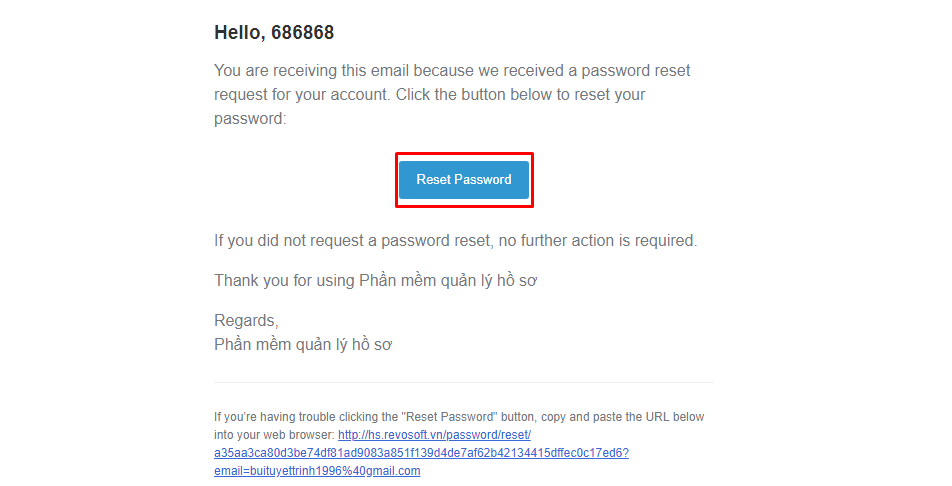 Hello, 686868
You are receiving this email because we received a password reset
request for your account. Click the button below to reset your
password:
Reset Password
If you did not request a password reset, no further action is required.
Thank you for using Phần mềm quản lý hồ sơ
Regards,
Phần mềm quản lý hồ sơ
If you’re having trouble clicking the "Reset Password" button, copy and paste the URL below
into your web browser: http://hs.revosoft.vn/password/reset/
a35aa3ca80d3be74df81ad9083a851f139d4de7af62b42134415dffec0c17ed6?
email=buituyettrinh1996%40gmail.com